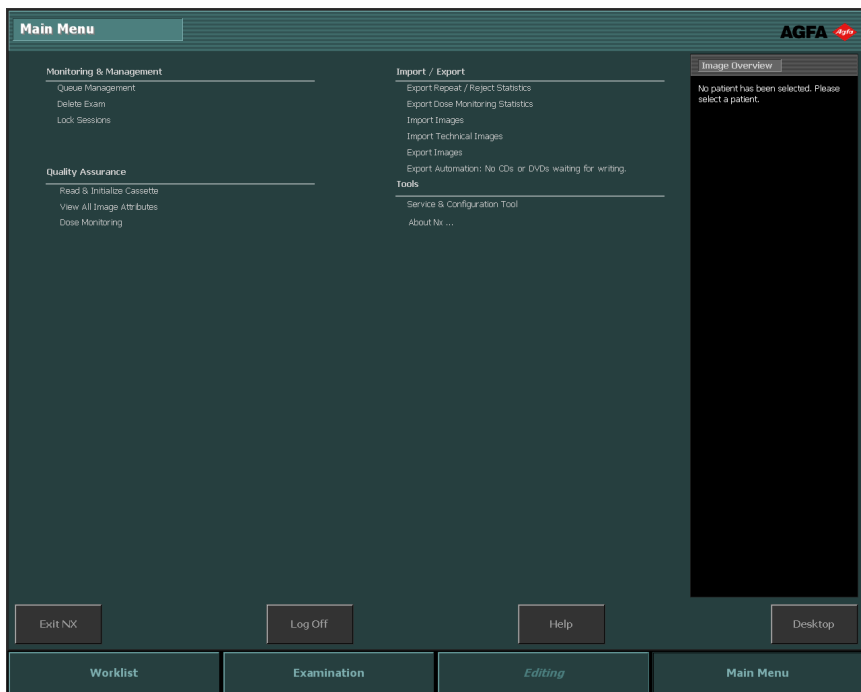 Main Menu
AGFA
Agfa
Monitoring & Management
Queue Management
Delete Exam
Lock Sessions
Quality Assurance
Read & Initialize Cassette
View All Image Attributes
Dose Monitoring
Import / Export
Export Repeat / Reject Statistics
Export Dose Monitoring Statistics
Import Images
Import Technical Images
Export Images
Export Automation: No CDs or DVDs waiting for writing.
Tools
Service & Configuration Tool
About Nx ...
Image Overview
No patient has been selected. Please
select a patient.
Exit NX
Log Off
Help
Desktop
Worklist
Examination
Editing
Main Menu